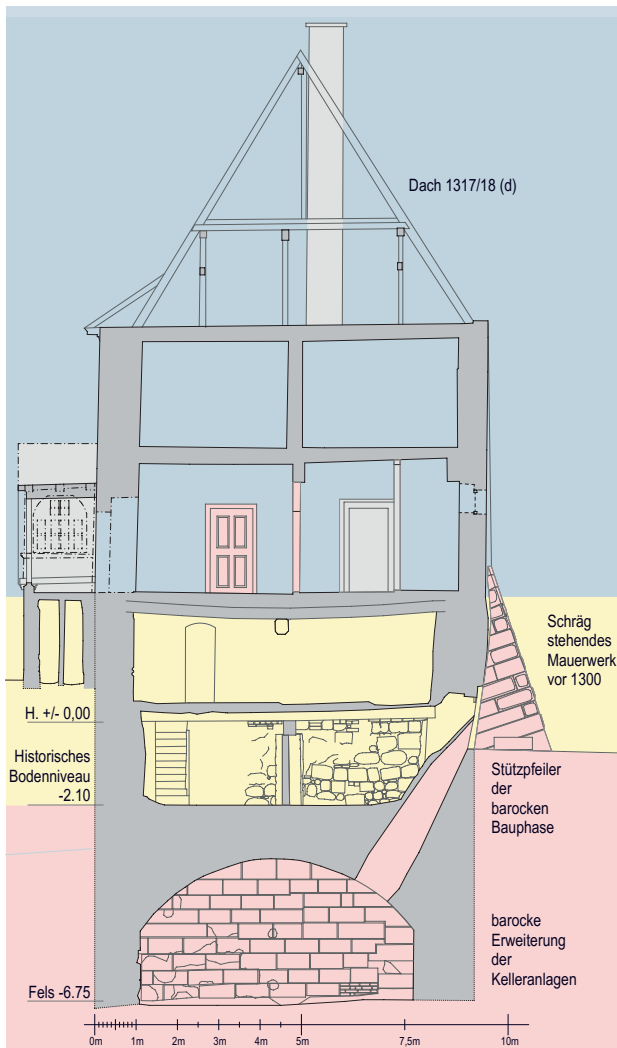 Dach 1317/18 (d)
Schräg
stehendes
Mauerwerk
vor 1300
H. +/- 0,00
Historisches
Bodenniveau
-2.10
Stützpfeiler
der
barocken
Bauphase
barocke
Erweiterung
der
Kelleranlagen
Fels -6.75
0m 1m 2m 3m 4m 5m 7,5m 10m